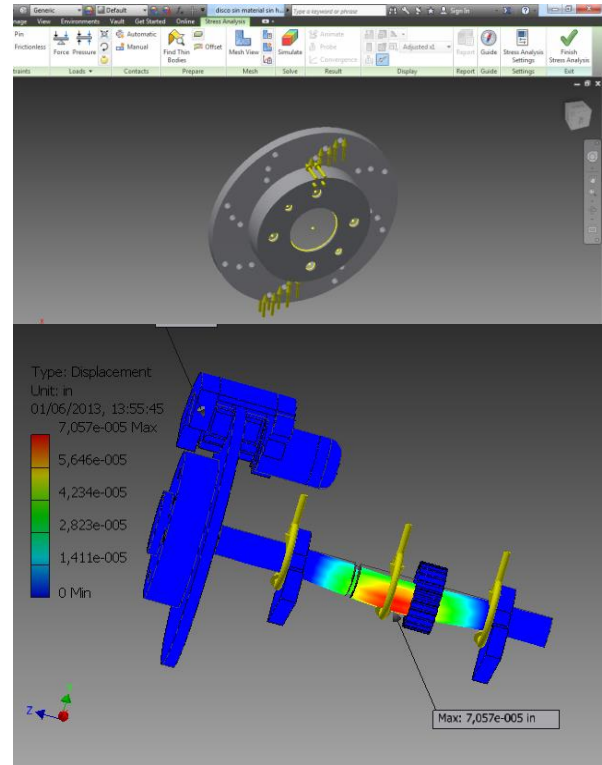 Generic
Default
disco sin material sin h...
Type a keyword or phrase
Sign In
nage View Environments Vault Get Started Online Stress Analysis
Pin
Frictionless
Force Pressure
Automatic
Manual
Find Thin
Bodies
Offset
Mesh View
Simulate
Animate
Probe
Convergence
Adjusted x1
Report
Guide
Stress Analysis
Settings
Finish
Stress Analysis
traints Loads Contacts Prepare Mesh Solve Result Display Report Guide Settings Exit
Type: Displacement
Unit: in
01/06/2013, 13:55:45
7,057e-005 Max
5,646e-005
4,234e-005
2,823e-005
1,411e-005
0 Min
Z
Max: 7,057e-005 in